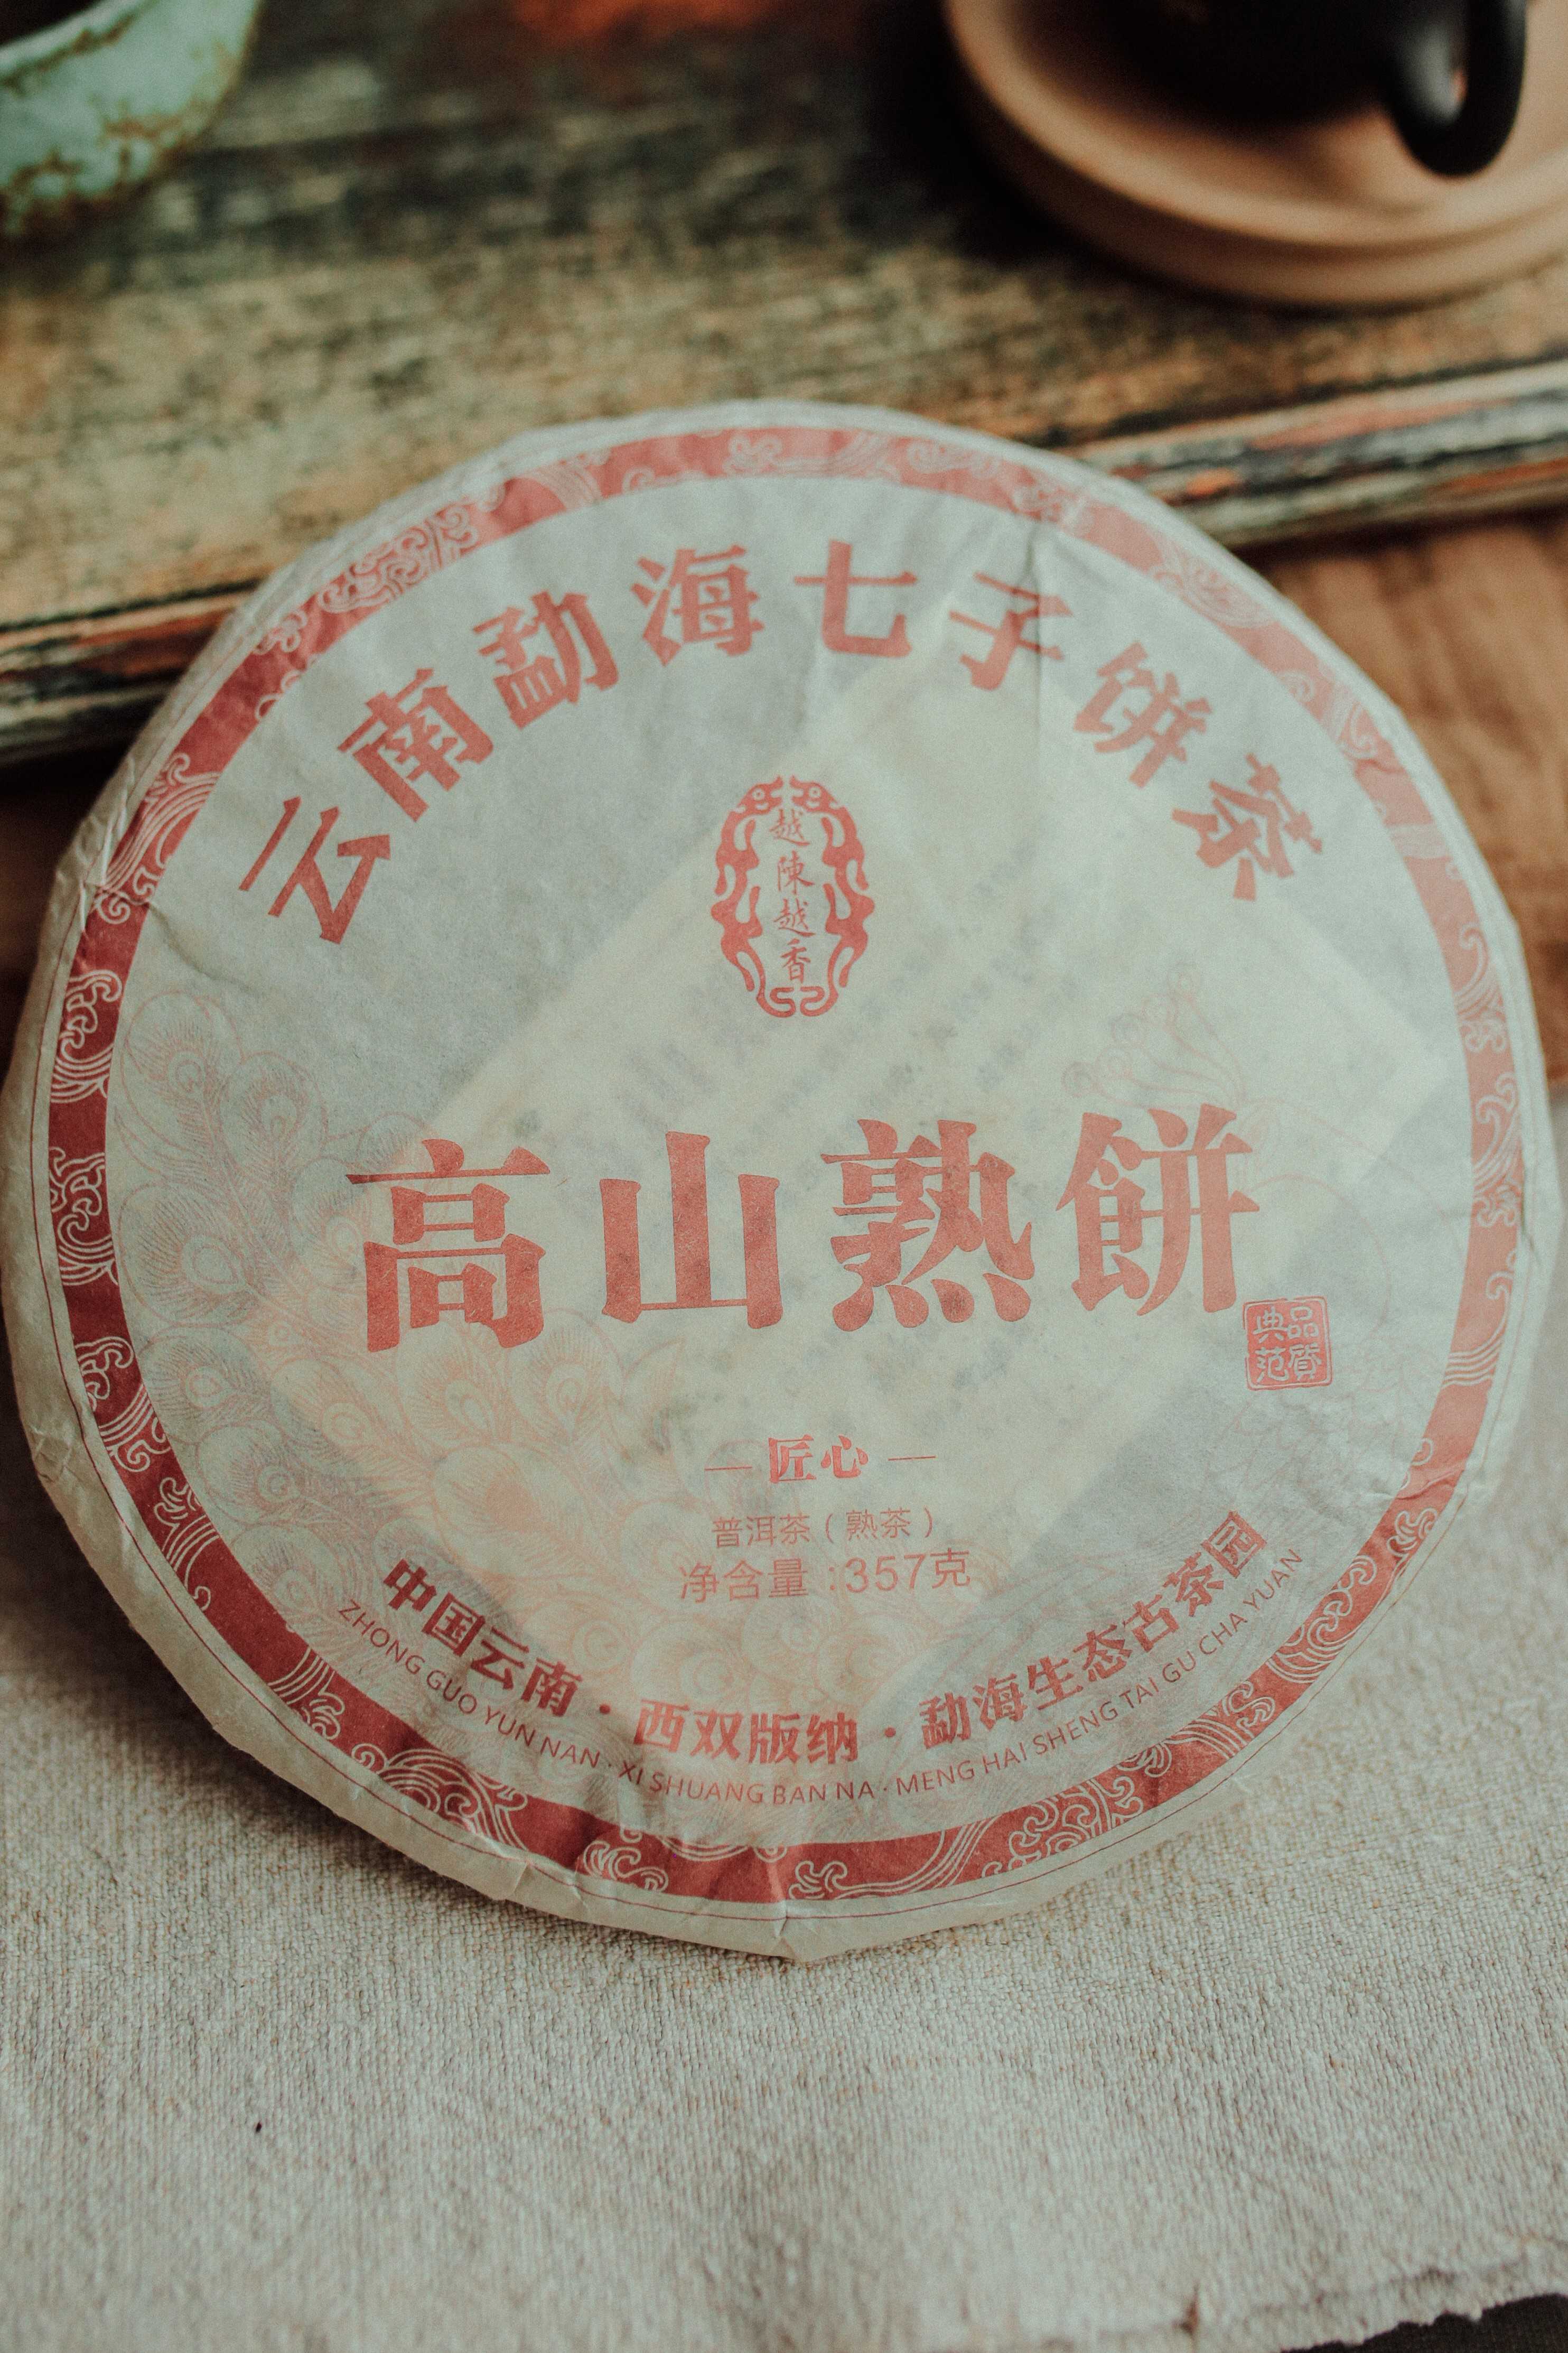 云南勐海七子饼茶
越陳越香
高山熟餅
品質典范
匠心
普洱茶(熟茶)
净含量:357克
中国云南·西双版纳·勐海生态古茶园
ZHONG GUO YUN NAN·XI SHUANG BAN NA·MENG HAI SHENG TAI GU CHA YUAN